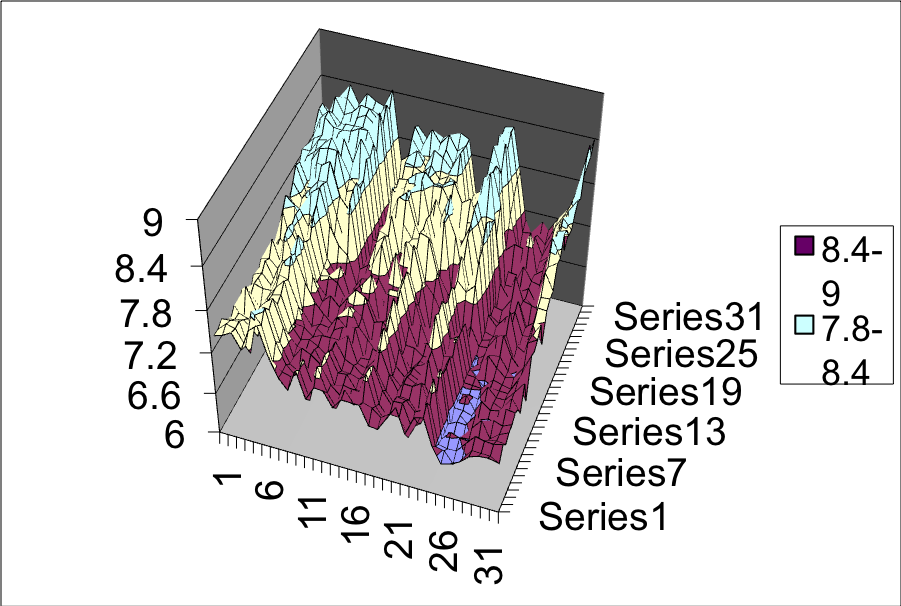 9
8.4
7.8
7.2
6.6
6
1
6
11
16
21
26
31
Series31
Series25
Series19
Series13
Series7
Series1
8.4-
9
7.8-
8.4